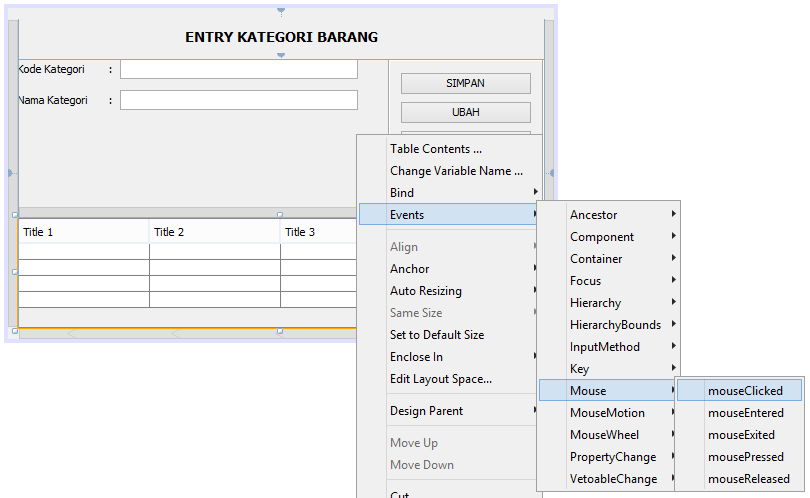 ENTRY KATEGORI BARANG
Kode Kategori :
Nama Kategori :
SIMPAN
UBAH
Title 1 Title 2 Title 3
Table Contents ...
Change Variable Name ...
Bind
Events
Align
Anchor
Auto Resizing
Same Size
Set to Default Size
Enclose In
Edit Layout Space...
Design Parent
Move Up
Move Down
Cut
Ancestor
Component
Container
Focus
Hierarchy
HierarchyBounds
InputMethod
Key
Mouse
MouseMotion
MouseWheel
PropertyChange
VetoableChange
mouseClicked
mouseEntered
mouseExited
mousePressed
mouseReleased